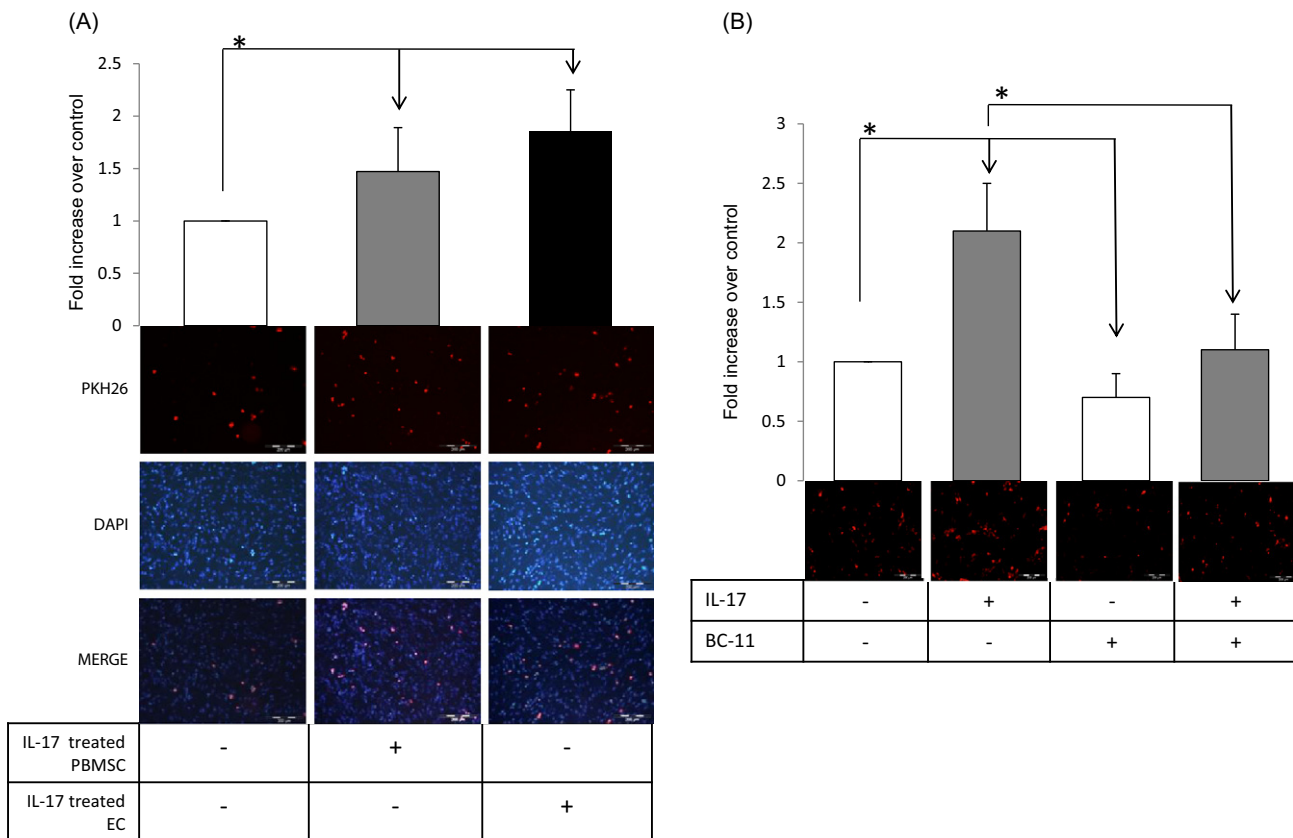 (A)
*
Fold increase over control
2.5
2
1.5
1
0.5
0
PKH26
DAPI
MERGE
IL-17 treated PBMSC - + -
IL-17 treated EC - - +
(B)
*
*
Fold increase over control
3
2.5
2
1.5
1
0.5
0
IL-17 - + - +
BC-11 - - + +